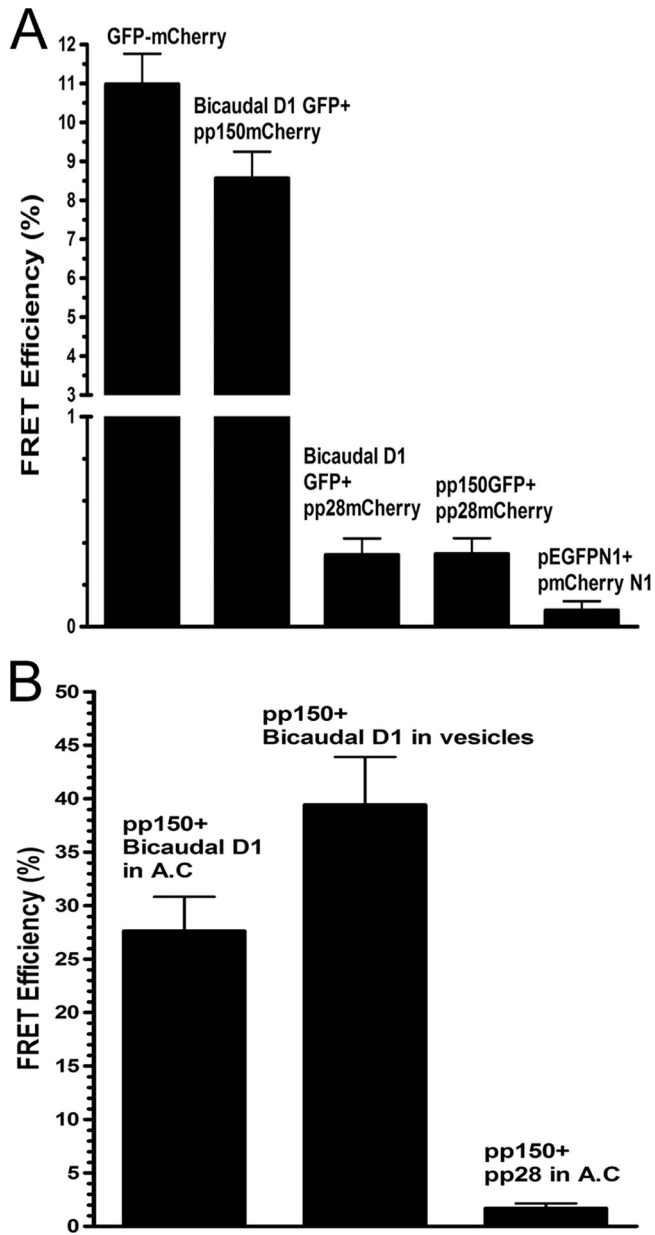 A
GFP-mCherry
Bicaudal D1 GFP+
pp150mCherry
Bicaudal D1
GFP+
pp28mCherry
pp150GFP+
pp28mCherry
pEGFPN1+
pmCherry N1
FRET Efficiency (%)
12
11
10
9
8
7
6
5
4
3
1
0
B
pp150+
Bicaudal D1 in vesicles
pp150+
Bicaudal D1
in A.C
pp150+
pp28 in A.C
FRET Efficiency (%)
50
45
40
35
30
25
20
15
10
5
0